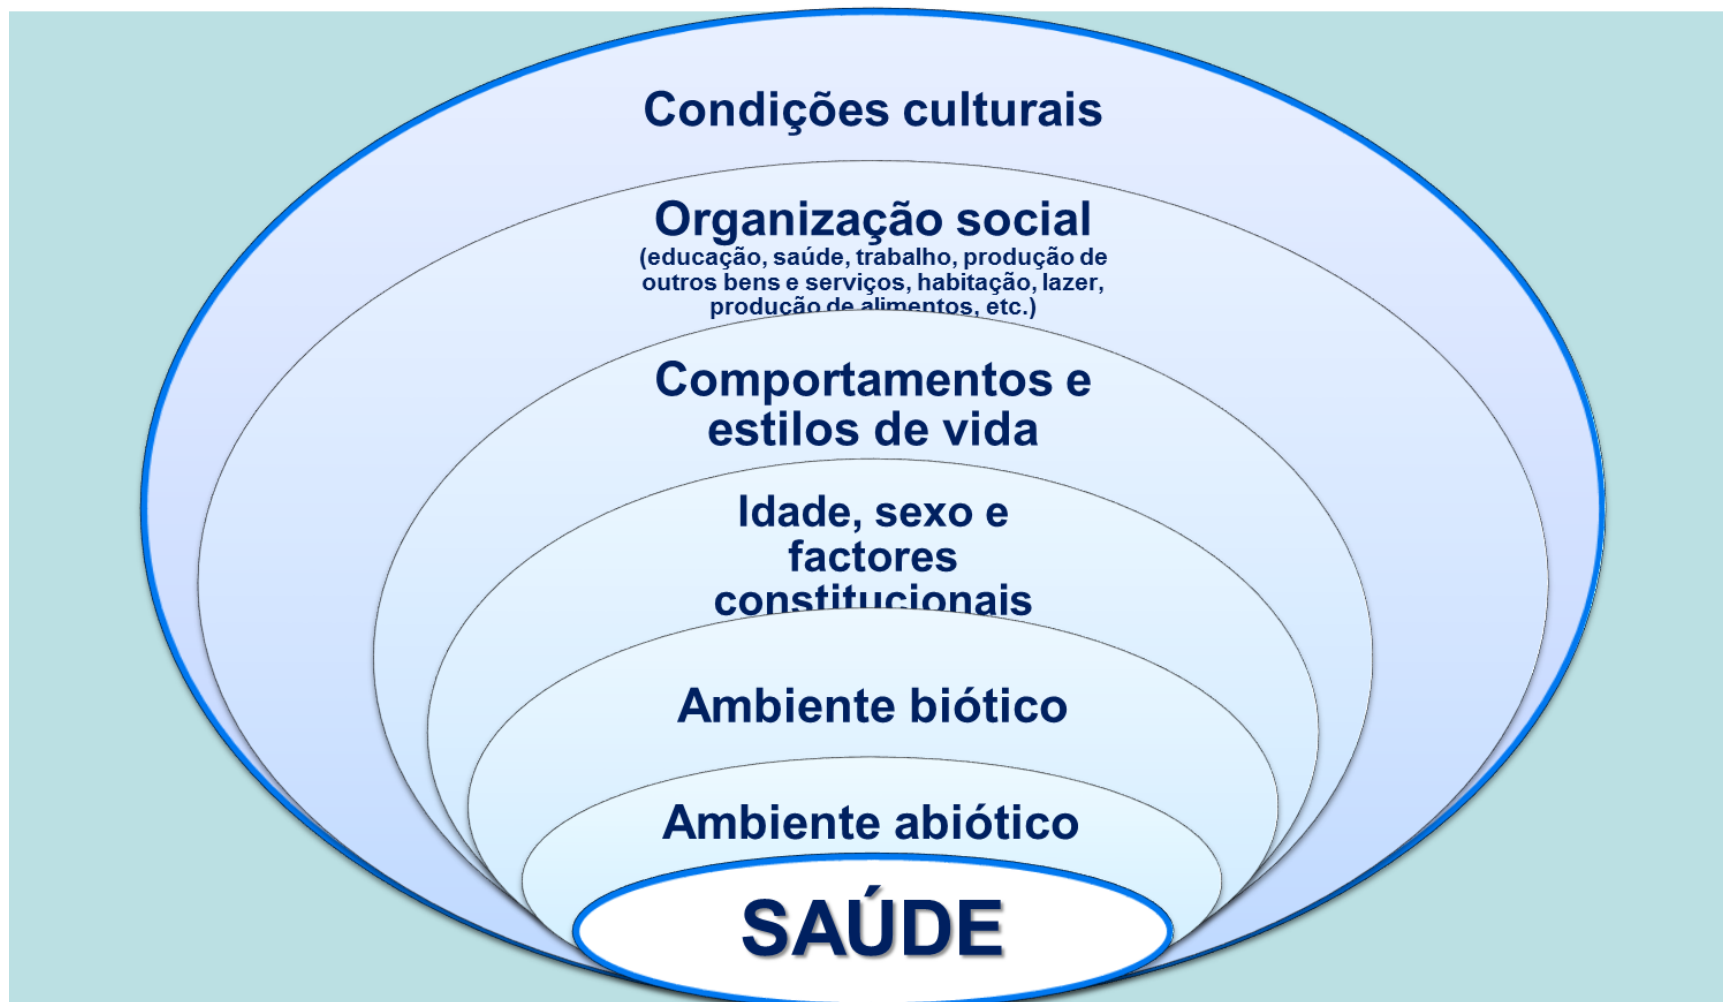 Condições culturais
Organização social
(educação, saúde, trabalho, produção de
outros bens e serviços, habitação, lazer,
produção de alimentos, etc.)
Comportamentos e
estilos de vida
Idade, sexo e
factores
constitucionais
Ambiente biótico
Ambiente abiótico
SAÚDE